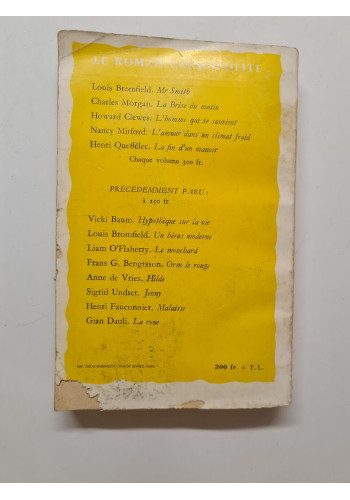 LE ROMAN COSMOPOLITE
Louis Bromfield. Mr Smith
Charles Morgan. La Brise du matin
Howard Clewes. L'homme qui se souvient
Nancy Mitford. L'amour dans un climat froid
Henri Queffélec. La fin d'un manoir
Chaque volume 300 fr.
PRÉCÉDEMMENT PARU :
à 250 fr.
Vicki Baum. Hypothèque sur la vie
Louis Bromfield. Un héros moderne
Liam O'Flaherty. Le mouchard
Frans G. Bengtsson. Orm le rouge
Anne de Vries. Hilde
Sigrid Undset. Jenny
Henri Fauconnier. Malaisie
Gian Dauli. La roue
300 fr. + T. L.